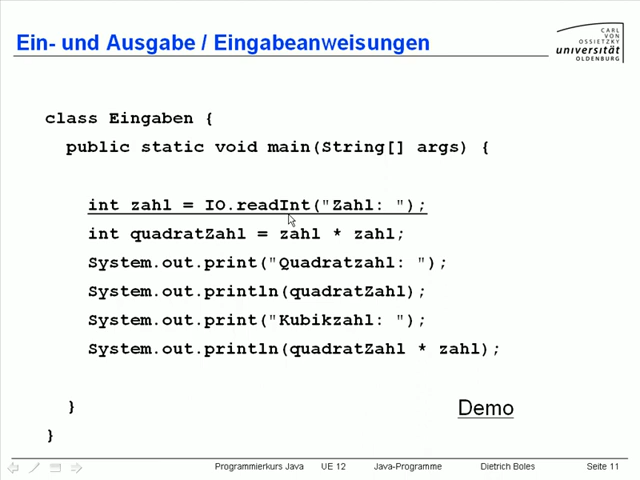 Ein- und Ausgabe / Eingabeanweisungen
CARL
VON
OSSIETZKY
universität
OLDENBURG
class Eingaben {
public static void main(String[] args) {
int zahl = IO.readInt("Zahl: ");
int quadratZahl = zahl * zahl;
System.out.print("Quadratzahl: ");
System.out.println(quadratZahl);
System.out.print("Kubikzahl: ");
System.out.println(quadratZahl * zahl);
}
Demo
}
Programmierkurs Java UE 12 Java-Programme Dietrich Boles Seite 11